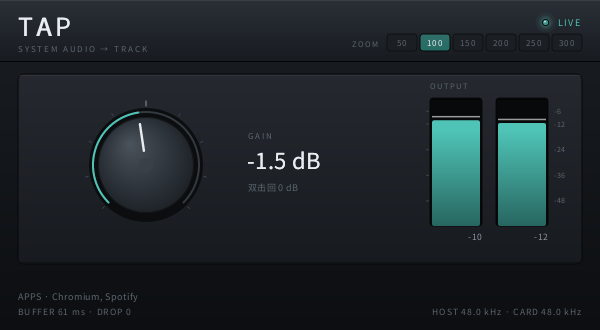 TAP
SYSTEM AUDIO → TRACK
LIVE
ZOOM 50 100 150 200 250 300
OUTPUT
GAIN
-1.5 dB
双击回 0 dB
-6
-12
-24
-36
-48
-10 -12
APPS · Chromium, Spotify
BUFFER 61 ms · DROP 0
HOST 48.0 kHz · CARD 48.0 kHz